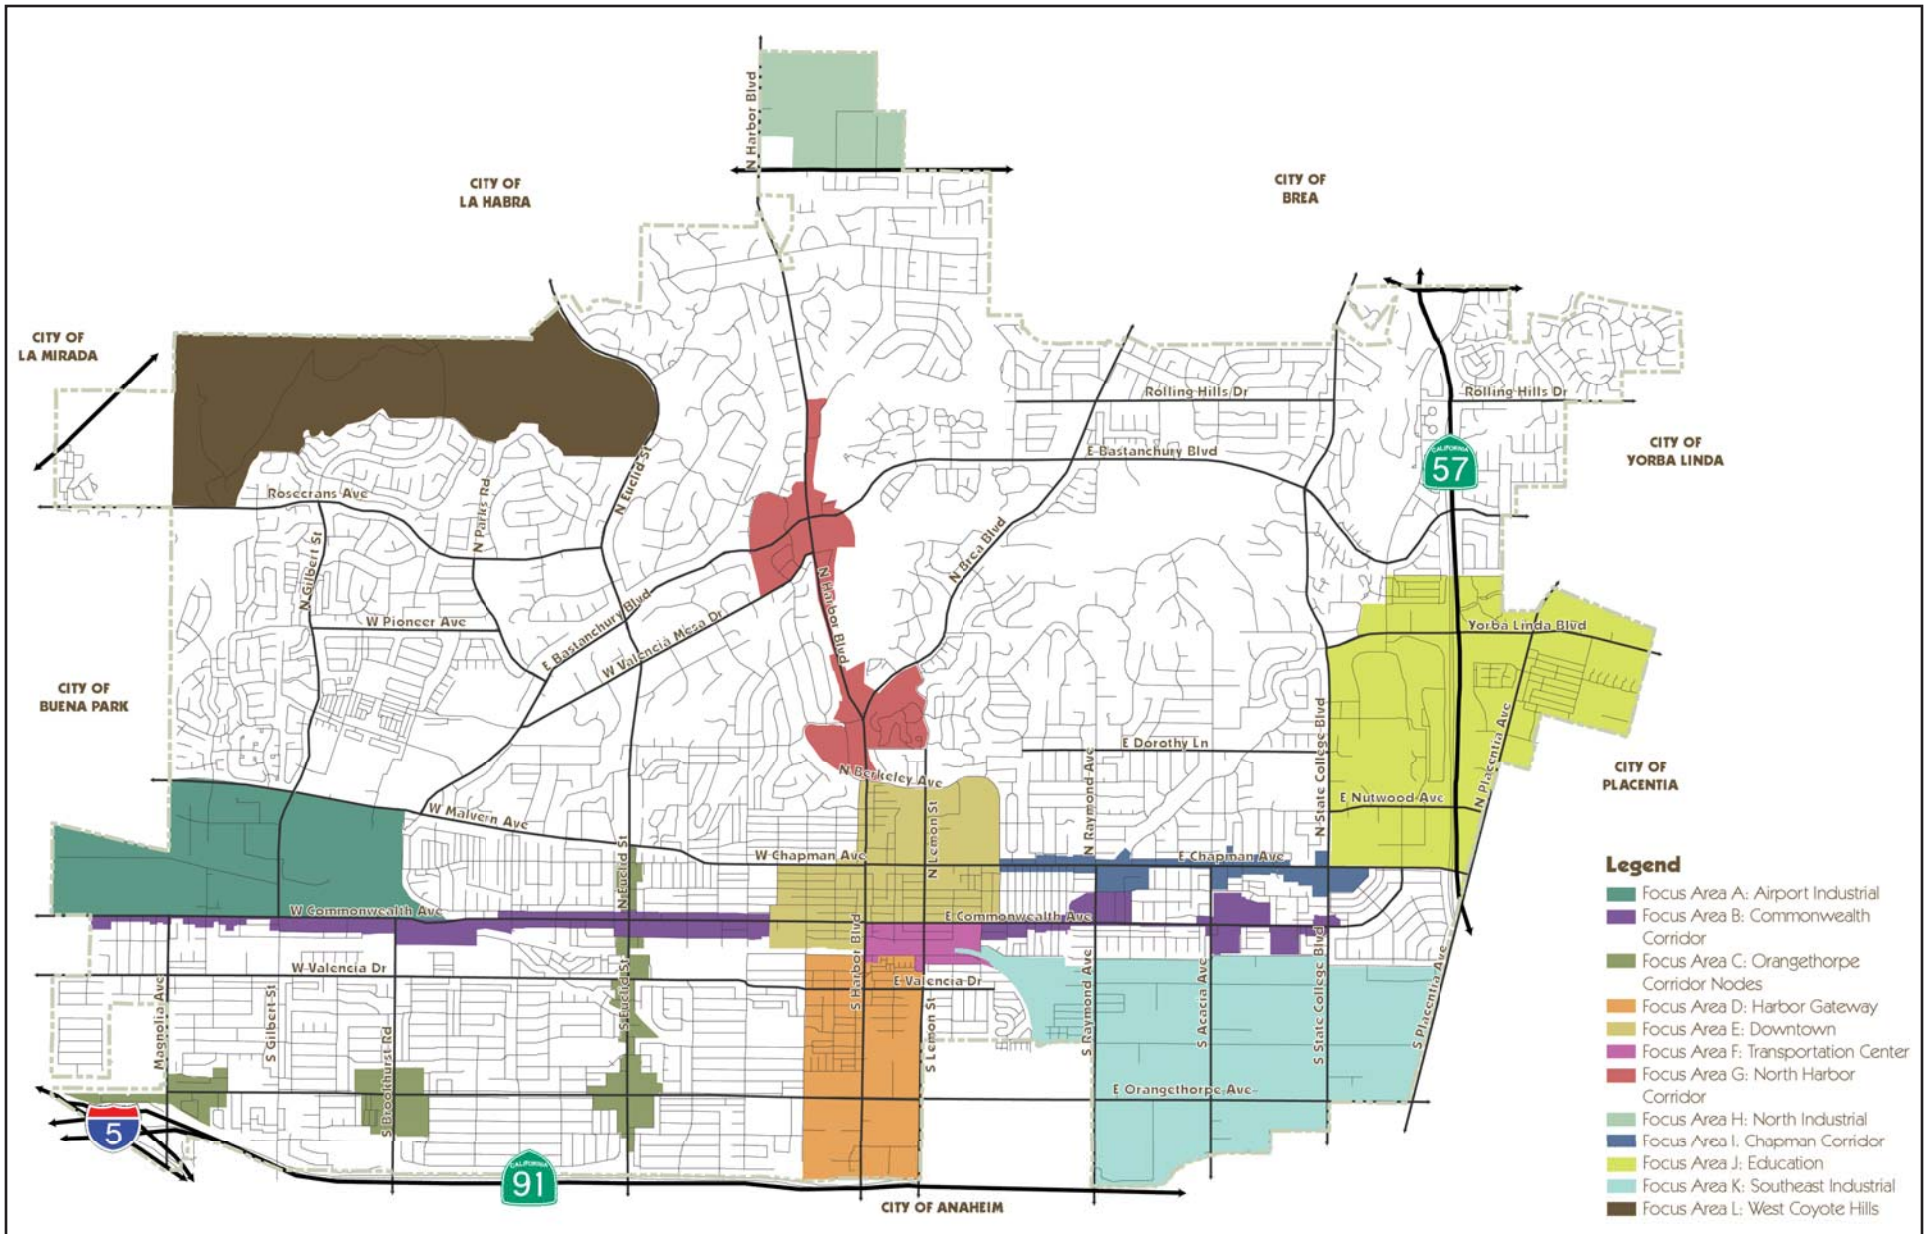 N Harbor Blvd
CITY OF
LA HABRA
CITY OF
BREA
CITY OF
LA MIRADA
Rolling Hills Dr
Rolling Hills Dr
CITY OF
YORBA LINDA
E Bastanchury Blvd
CALIFORNIA
57
N Euclid St
Rosecrans Ave
N Parks Rd
N Gilbert St
N Brea Blvd
N Harbor Blvd
W Pioneer Ave
E Bastanchury Blvd
W Valencia Mesa Dr
Yorba Linda Blvd
CITY OF
BUENA PARK
N State College Blvd
N Placentia Ave
E Dorothy Ln
N Raymond Ave
CITY OF
PLACENTIA
N Berkeley Ave
E Nutwood Ave
W Malvern Ave
N Lemon St
W Chapman Ave
E Chapman Ave
N Euclid St
W Commonwealth Ave
E Commonwealth Ave
S Harbor Blvd
W Valencia Dr
E Valencia Dr
Magnolia Ave
S Gilbert St
S Brookhurst Rd
S Euclid St
S Lemon St
S Raymond Ave
S Acacia Ave
S State College Blvd
S Placentia Ave
E Orangethorpe Ave
5
CALIFORNIA
91
CITY OF ANAHEIM
Legend
Focus Area A: Airport Industrial
Focus Area B: Commonwealth
Corridor
Focus Area C: Orangethorpe
Corridor Nodes
Focus Area D: Harbor Gateway
Focus Area E: Downtown
Focus Area F: Transportation Center
Focus Area G: North Harbor
Corridor
Focus Area H: North Industrial
Focus Area I: Chapman Corridor
Focus Area J: Education
Focus Area K: Southeast Industrial
Focus Area L: West Coyote Hills